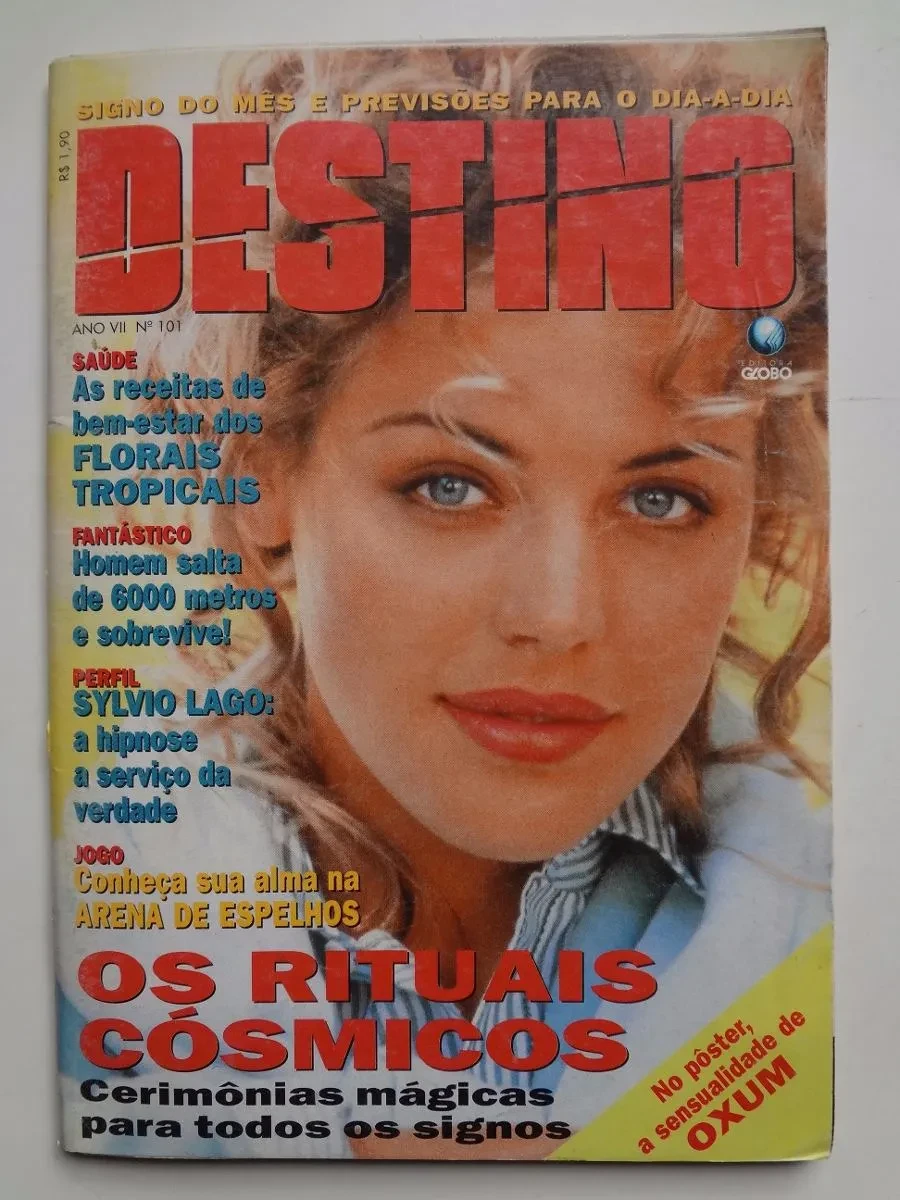 SIGNO DO MÊS E PREVISÕES PARA O DIA-A-DIA
R$ 1,90
DESTINO
ANO VII Nº 101
EDITORA
GLOBO
SAÚDE
As receitas de
bem-estar dos
FLORAIS
TROPICAIS
FANTÁSTICO
Homem salta
de 6000 metros
e sobrevive!
PERFIL
SYLVIO LAGO:
a hipnose
a serviço da
verdade
JOGO
Conheça sua alma na
ARENA DE ESPELHOS
OS RITUAIS
CÓSMICOS
Cerimônias mágicas
para todos os signos
No pôster,
a sensualidade de
OXUM